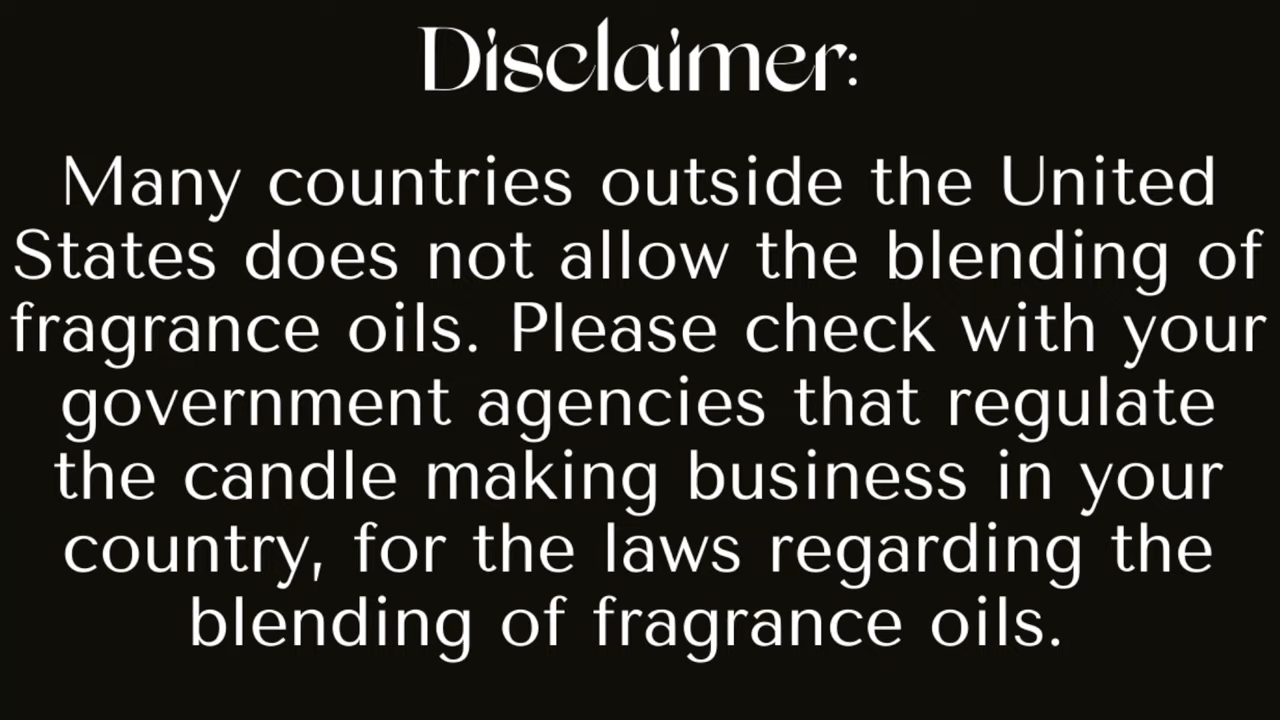 Disclaimer:
Many countries outside the United
States does not allow the blending of
fragrance oils. Please check with your
government agencies that regulate
the candle making business in your
country, for the laws regarding the
blending of fragrance oils.